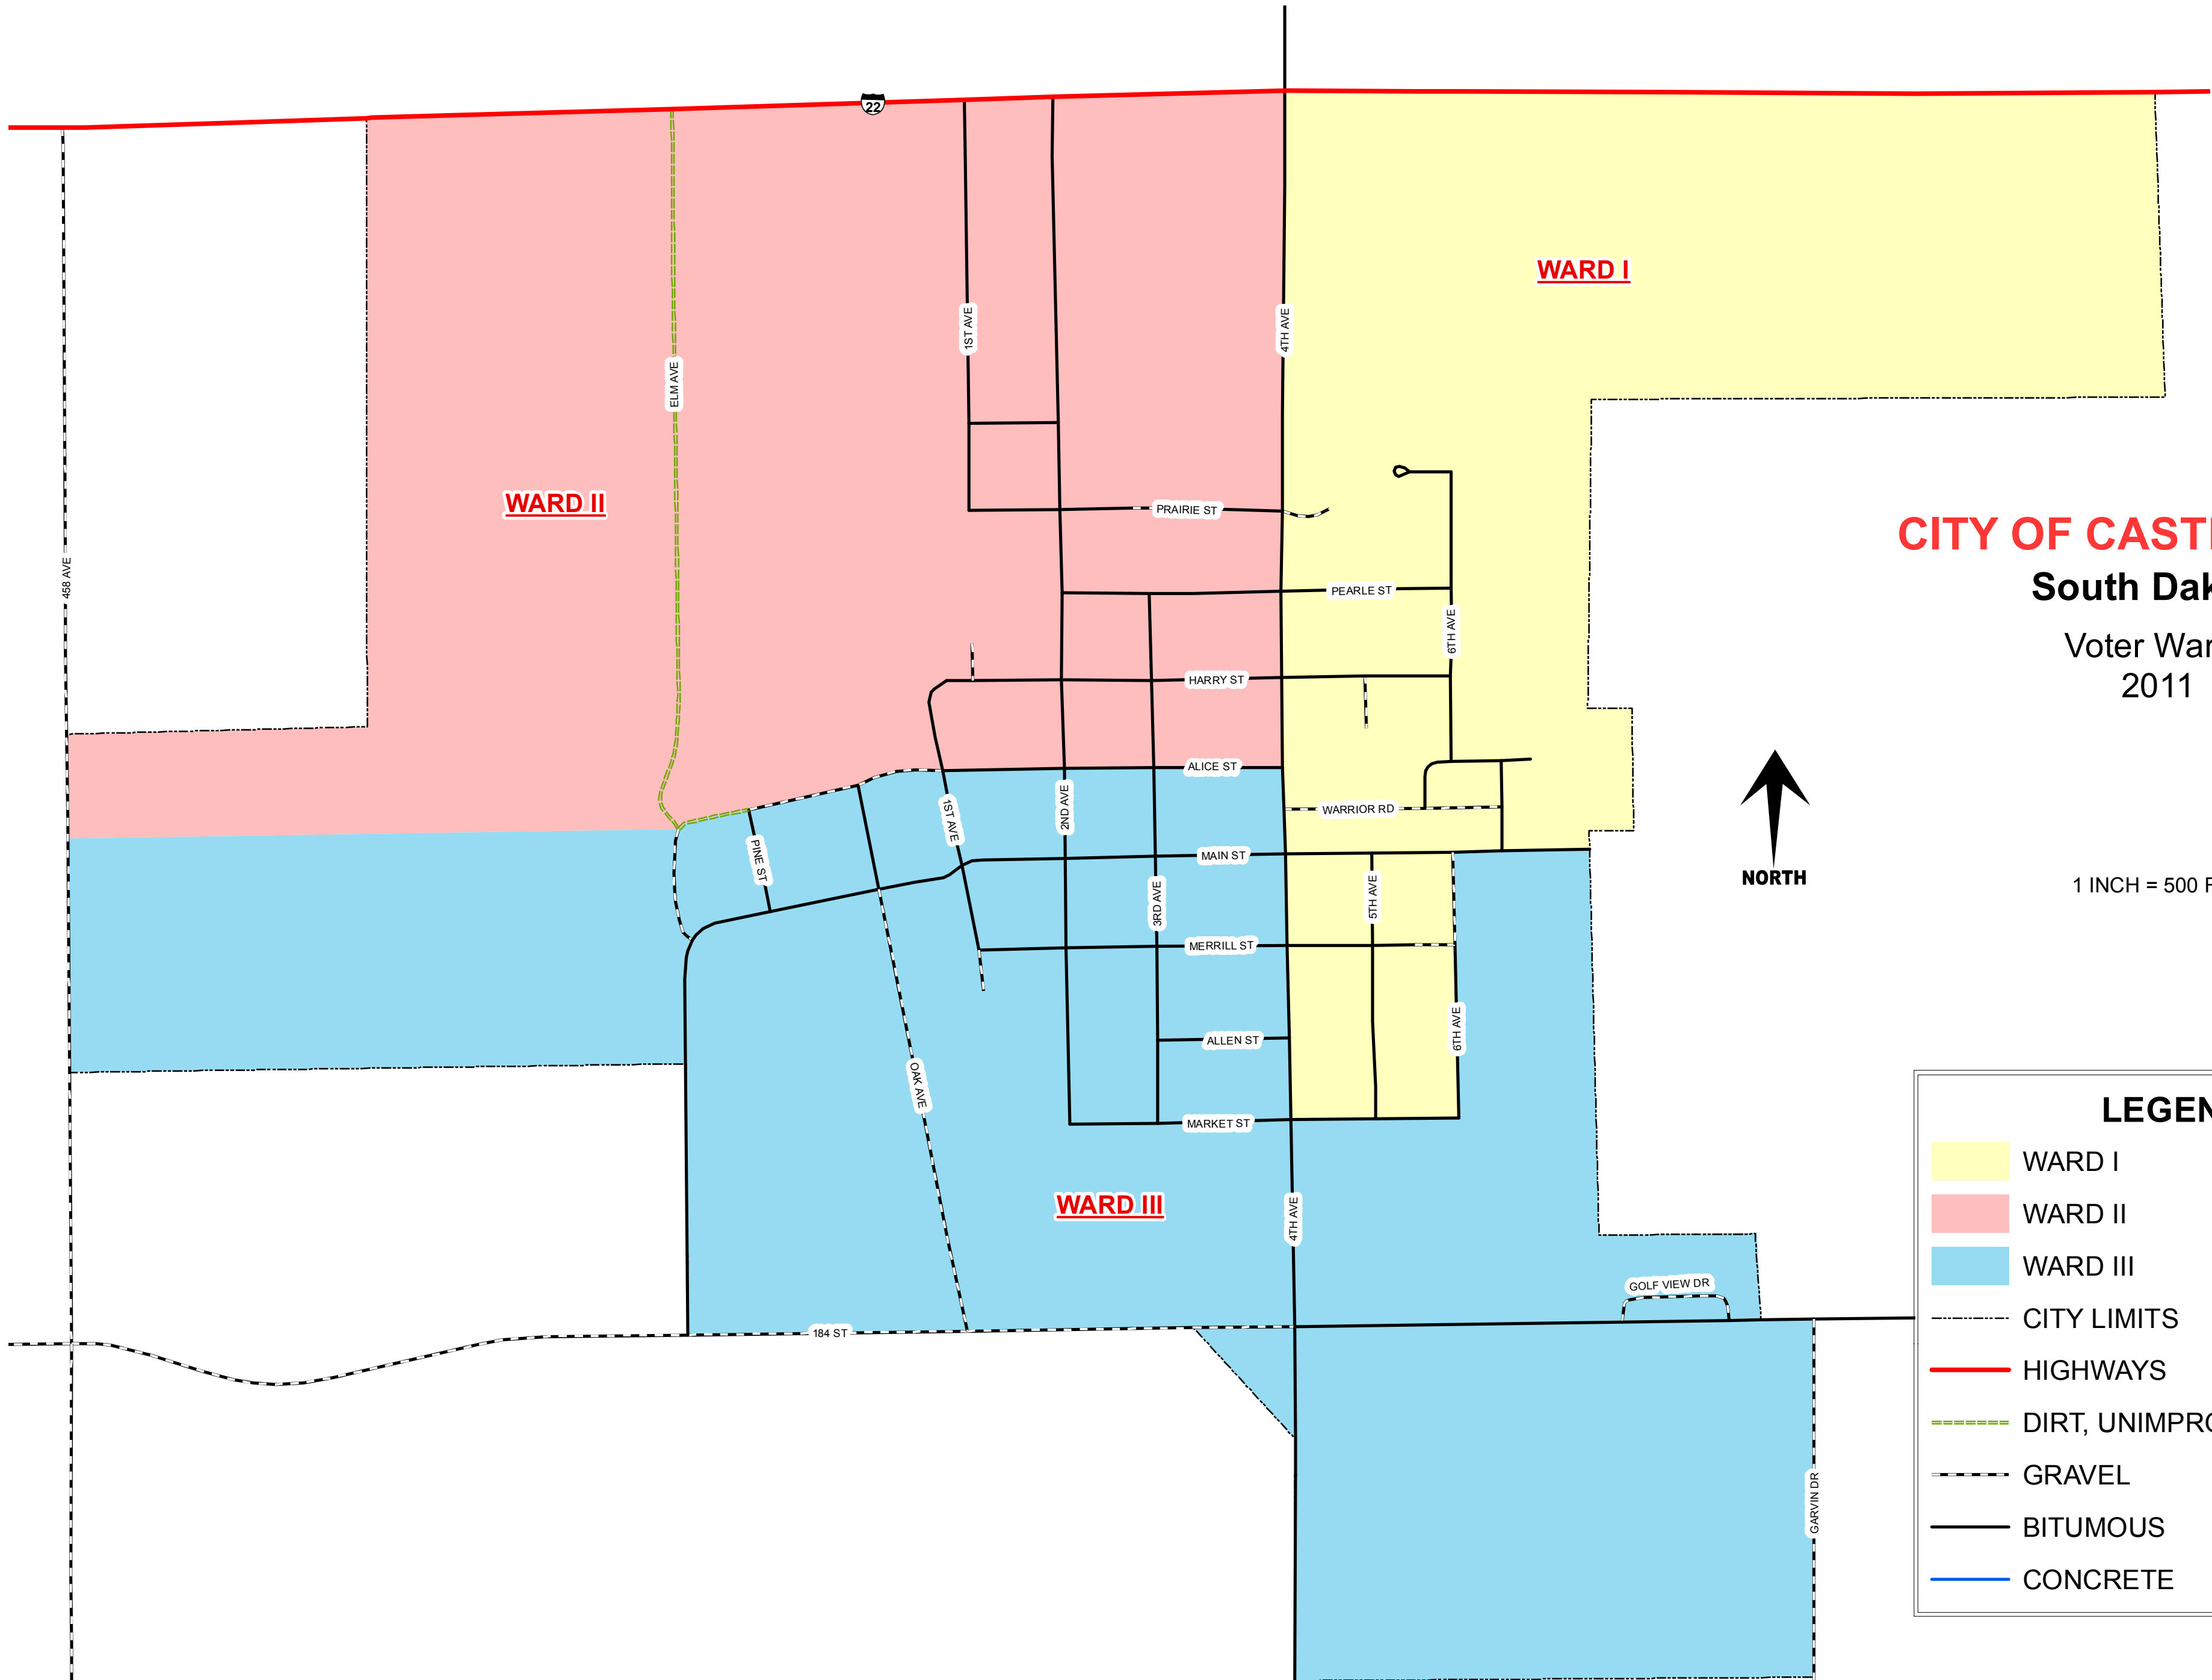 22
WARD I
1ST AVE
4TH AVE
ELM AVE
WARD II
PRAIRIE ST
CITY OF CAST
South Dak
458 AVE
PEARLE ST
6TH AVE
Voter War
2011
HARRY ST
ALICE ST
2ND AVE
1ST AVE
WARRIOR RD
PINE ST
MAIN ST
NORTH
1 INCH = 500 F
5TH AVE
3RD AVE
MERRILL ST
6TH AVE
ALLEN ST
OAK AVE
MARKET ST
LEGEN
WARD I
WARD II
WARD III
CITY LIMITS
HIGHWAYS
DIRT, UNIMPRO
GRAVEL
BITUMOUS
CONCRETE
WARD III
4TH AVE
GOLF VIEW DR
184 ST
GARVIN DR